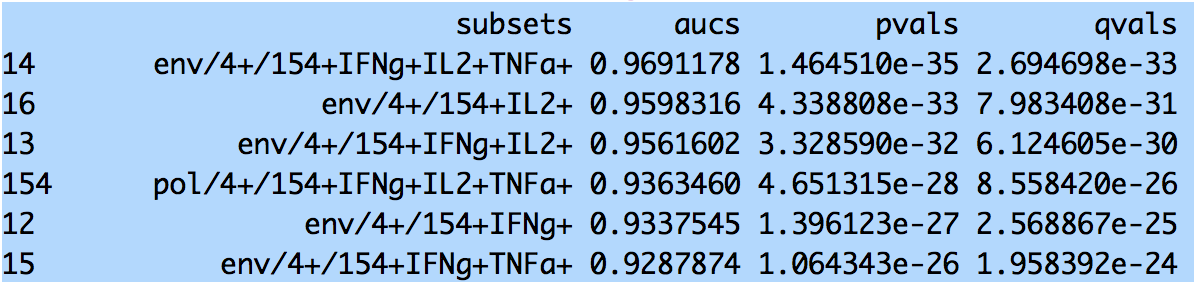 subsets aucs pvals qvals
14 env/4+/154+IFNg+IL2+TNFa+ 0.9691178 1.464510e-35 2.694698e-33
16 env/4+/154+IL2+ 0.9598316 4.338808e-33 7.983408e-31
13 env/4+/154+IFNg+IL2+ 0.9561602 3.328590e-32 6.124605e-30
154 pol/4+/154+IFNg+IL2+TNFa+ 0.9363460 4.651315e-28 8.558420e-26
12 env/4+/154+IFNg+ 0.9337545 1.396123e-27 2.568867e-25
15 env/4+/154+IFNg+TNFa+ 0.9287874 1.064343e-26 1.958392e-24